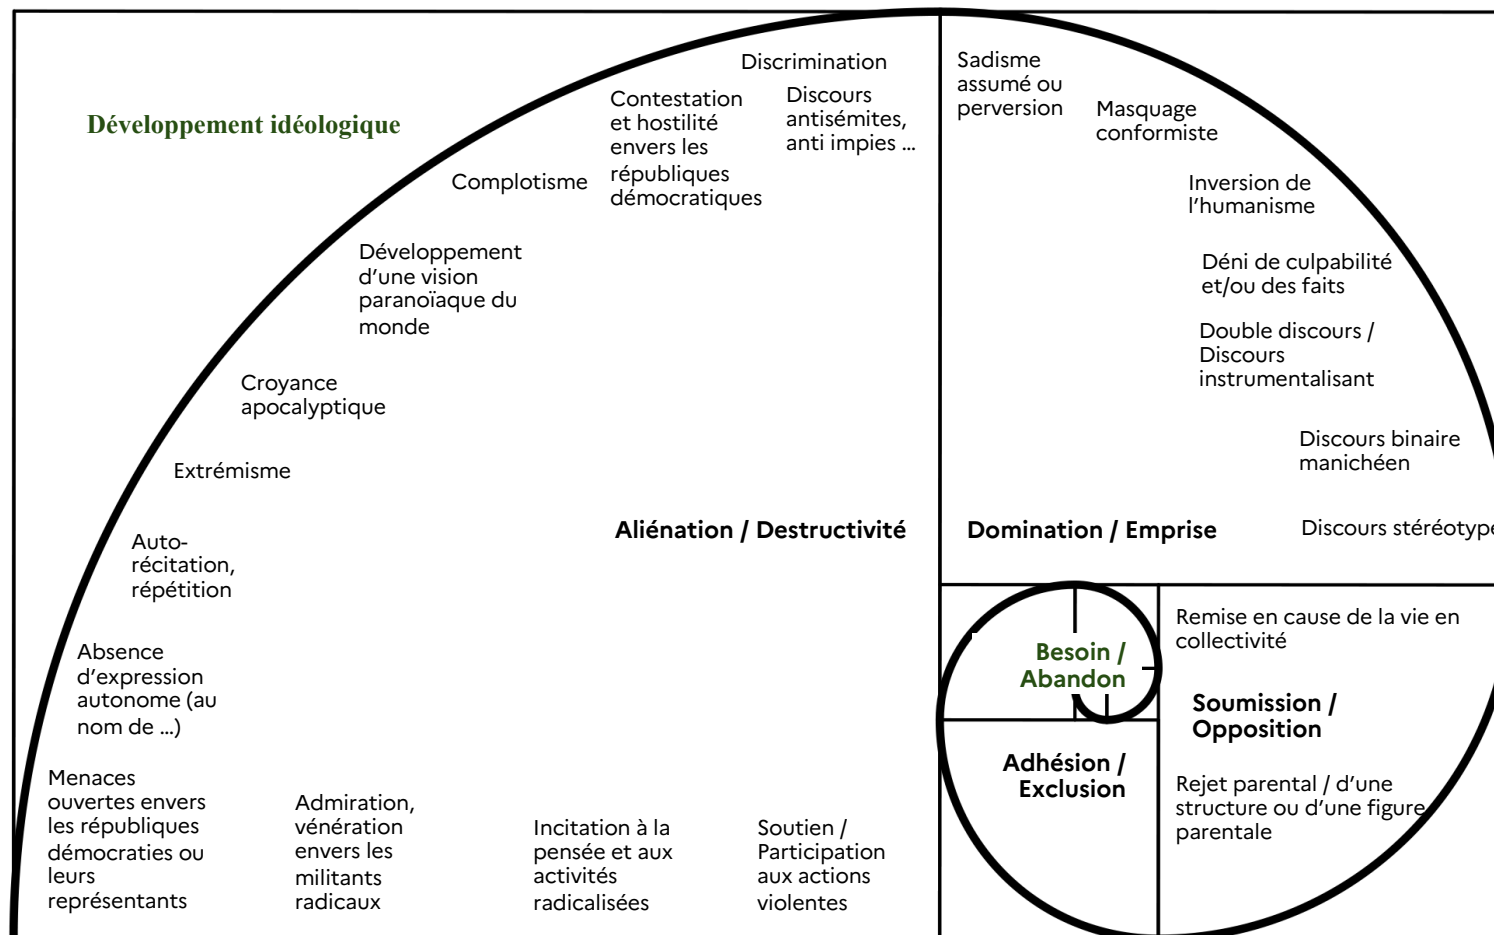 Développement idéologique
Discrimination
Contestation
et hostilité
envers les
républiques
démocratiques
Discours
antisémites,
anti impies ...
Complotisme
Développement
d'une vision
paranoïaque du
monde
Croyance
apocalyptique
Extrémisme
Auto-
récitation,
répétition
Absence
d'expression
autonome (au
nom de ...)
Menaces
ouvertes envers
les républiques
démocraties ou
leurs
représentants
Admiration,
vénération
envers les
militants
radicaux
Incitation à la
pensée et aux
activités
radicalisées
Soutien /
Participation
aux actions
violentes
Aliénation / Destructivité
Sadisme
assumé ou
perversion
Masquage
conformiste
Inversion de
l'humanisme
Déni de culpabilité
et/ou des faits
Double discours /
Discours
instrumentalisant
Discours binaire
manichéen
Domination / Emprise
Discours stéréotype
Besoin /
Abandon
Remise en cause de la vie en
collectivité
Soumission /
Opposition
Adhésion /
Exclusion
Rejet parental / d'une
structure ou d'une figure
parentale